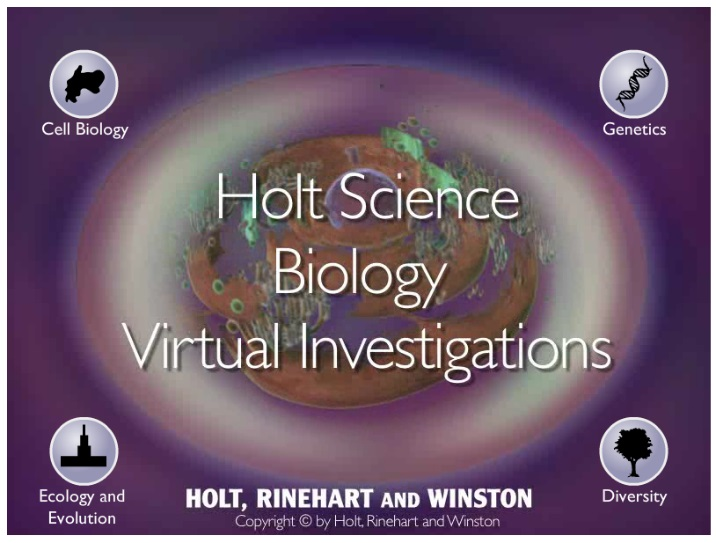 Cell Biology
Genetics
Holt Science
Biology
Virtual Investigations
Ecology and
Evolution
HOLT, RINEHART AND WINSTON
Copyright © by Holt, Rinehart and Winston
Diversity